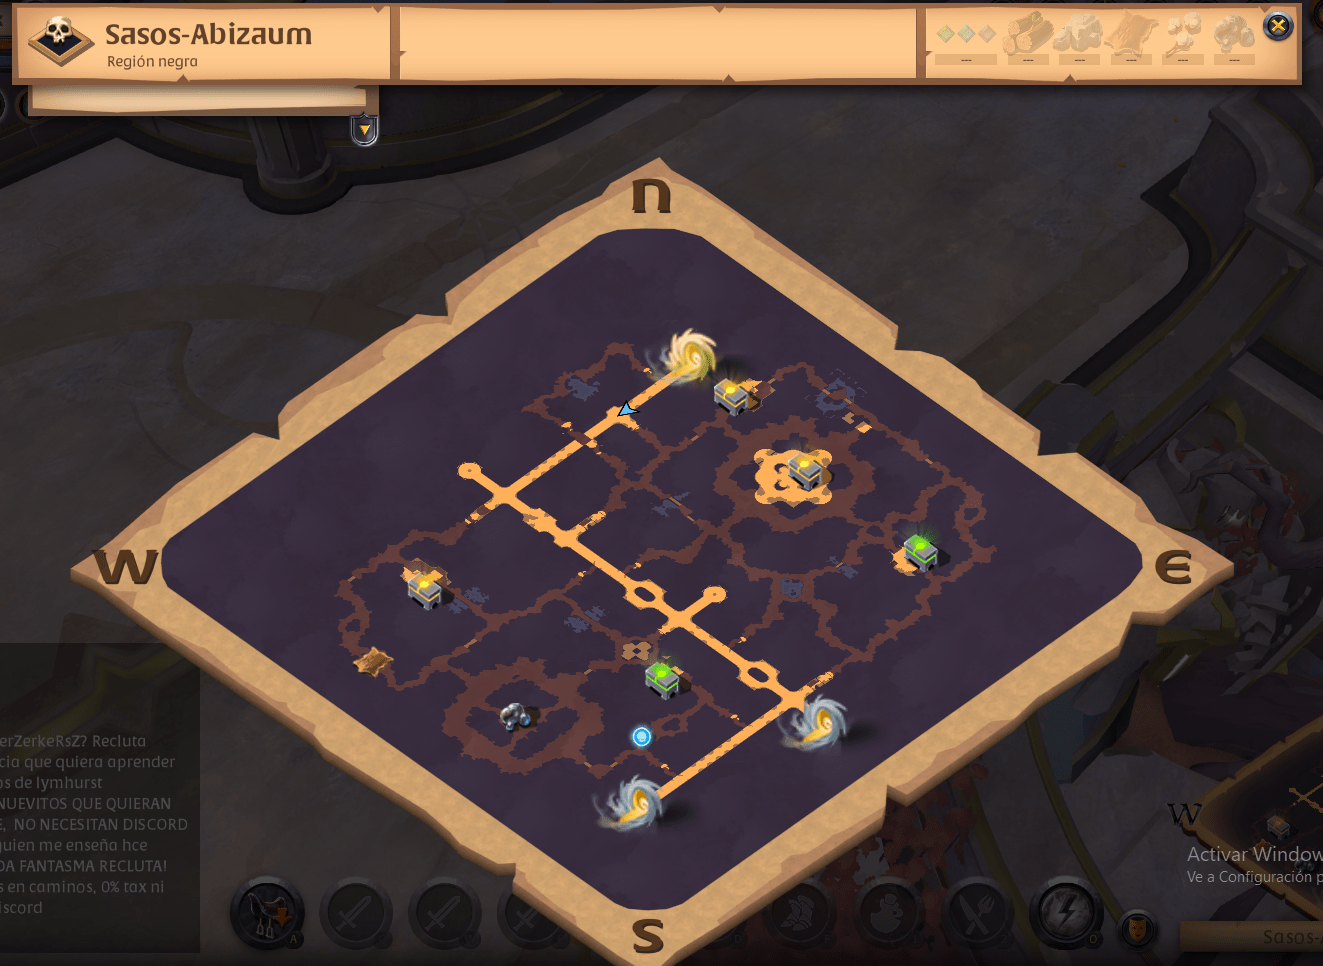 Sasos-Abizaum
Región negra
--- --- --- --- --- ---
N
W
E
S
erZerkeRsZ? Recluta
cia que quiera aprender
os de lymhurst
NUEVITOS QUE QUIERAN
E, NO NECESITAN DISCORD
guien me enseña hce
DA FANTASMA RECLUTA!
s en caminos, 0% tax ni
iscord
W
Activar Window
Ve a Configuración p
A
Sasos-